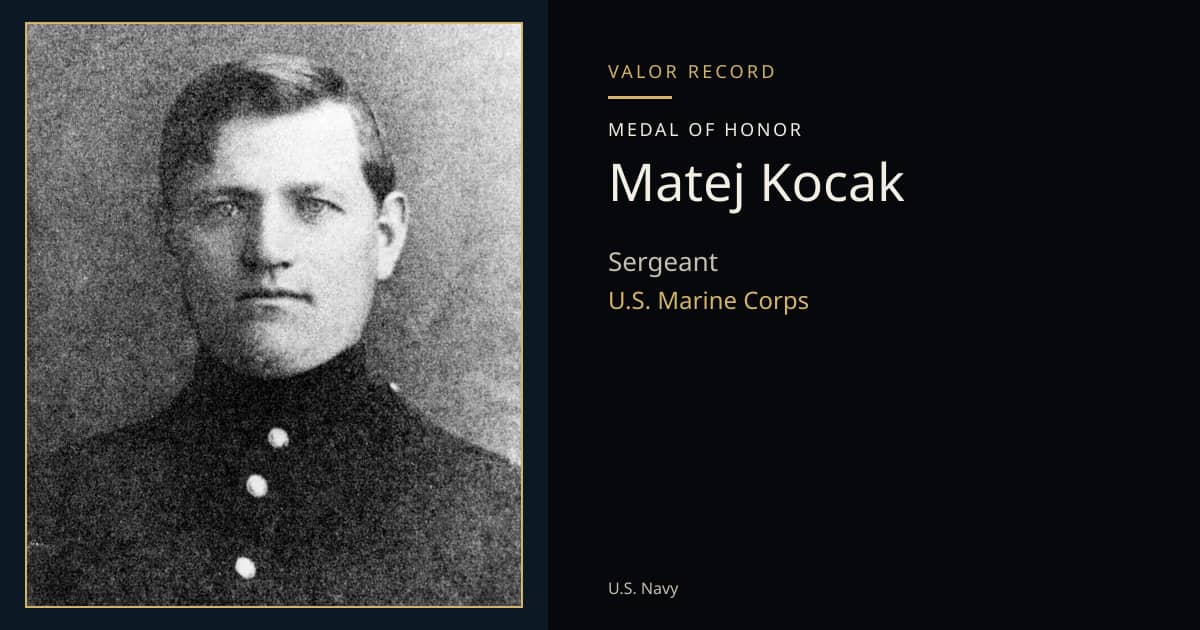 VALOR RECORD
MEDAL OF HONOR
Matej Kocak
Sergeant
U.S. Marine Corps
U.S. Navy